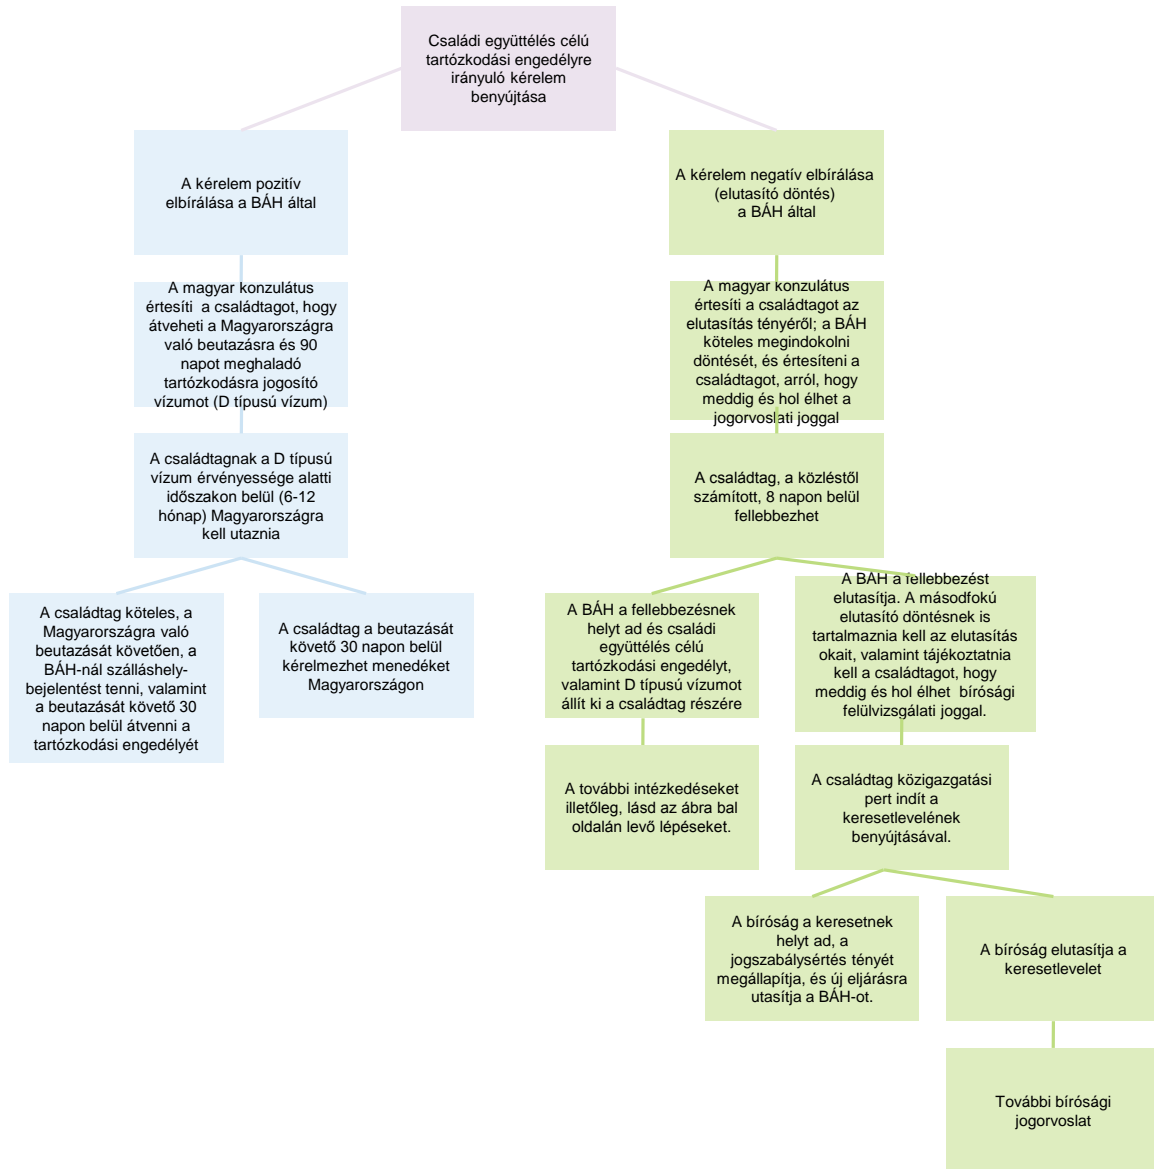 Családi együttélés célú
tartózkodási engedélyre
irányuló kérelem
benyújtása
A kérelem pozitív
elbírálása a BÁH által
A magyar konzulátus
értesíti a családtagot, hogy
átveheti a Magyarországra
való beutazásra és 90
napot meghaladó
tartózkodásra jogosító
vízumot (D típusú vízum)
A családtagnak a D típusú
vízum érvényessége alatti
időszakon belül (6-12
hónap) Magyarországra
kell utaznia
A családtag köteles, a
Magyarországra való
beutazását követően, a
BÁH-nál szálláshely-
bejelentést tenni, valamint
a beutazását követő 30
napon belül átvenni a
tartózkodási engedélyét
A családtag a beutazását
követő 30 napon belül
kérelmezhet menedéket
Magyarországon
A kérelem negatív elbírálása
(elutasító döntés)
a BÁH által
A magyar konzulátus
értesíti a családtagot az
elutasítás tényéről; a BÁH
köteles megindokolni
döntését, és értesíteni a
családtagot, arról, hogy
meddig és hol élhet a
jogorvoslati joggal
A családtag, a közléstől
számított, 8 napon belül
fellebbezhet
A BÁH a fellebbezésnek
helyt ad és családi
együttélés célú
tartózkodási engedélyt,
valamint D típusú vízumot
állít ki a családtag részére
A további intézkedéseket
illetőleg, lásd az ábra bal
oldalán levő lépéseket.
A BÁH a fellebbezést
elutasítja. A másodfokú
elutasító döntésnek is
tartalmaznia kell az elutasítás
okait, valamint tájékoztatnia
kell a családtagot, hogy
meddig és hol élhet bírósági
felülvizsgálati joggal.
A családtag közigazgatási
pert indít a
keresetlevelének
benyújtásával.
A bíróság a keresetnek
helyt ad, a
jogszabálysértés tényét
megállapítja, és új eljárásra
utasítja a BÁH-ot.
A bíróság elutasítja a
keresetlevelet
További bírósági
jogorvoslat